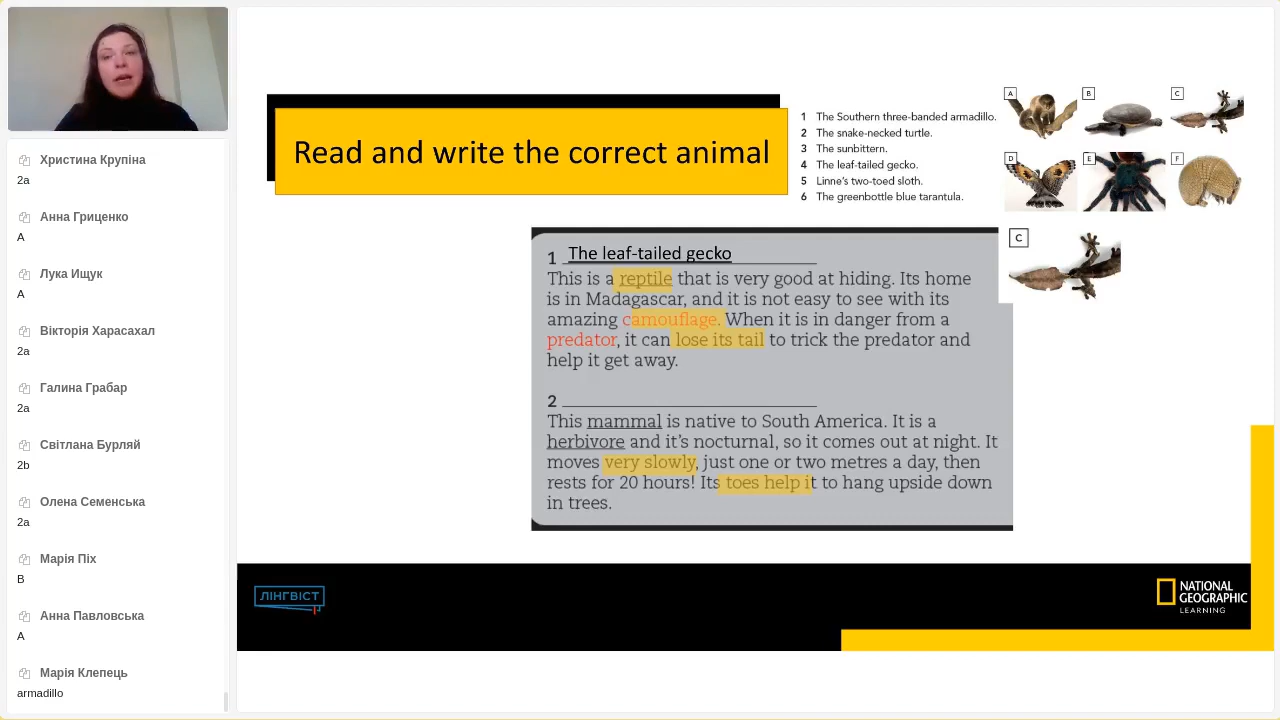 Христина Крупіна
2a
Анна Гриценко
A
Лука Ищук
A
Вікторія Харасахал
2a
Галина Грабар
2a
Світлана Бурляй
2b
Олена Семенська
2a
Марія Піх
B
Анна Павловська
A
Марія Клепець
armadillo
Read and write the correct animal
1 The Southern three-banded armadillo.
2 The snake-necked turtle.
3 The sunbittern.
4 The leaf-tailed gecko.
5 Linne's two-toed sloth.
6 The greenbottle blue tarantula.
A B C
D E F
C
1 The leaf-tailed gecko
This is a reptile that is very good at hiding. Its home
is in Madagascar, and it is not easy to see with its
amazing camouflage. When it is in danger from a
predator, it can lose its tail to trick the predator and
help it get away.
2
This mammal is native to South America. It is a
herbivore and it's nocturnal, so it comes out at night. It
moves very slowly, just one or two metres a day, then
rests for 20 hours! Its toes help it to hang upside down
in trees.
ЛІНГВІСТ
NATIONAL
GEOGRAPHIC
LEARNING